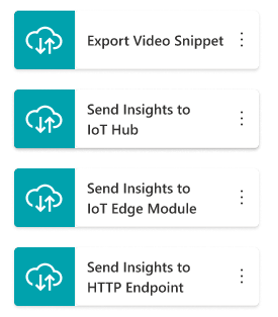 Export Video Snippet
Send Insights to
IoT Hub
Send Insights to
IoT Edge Module
Send Insights to
HTTP Endpoint